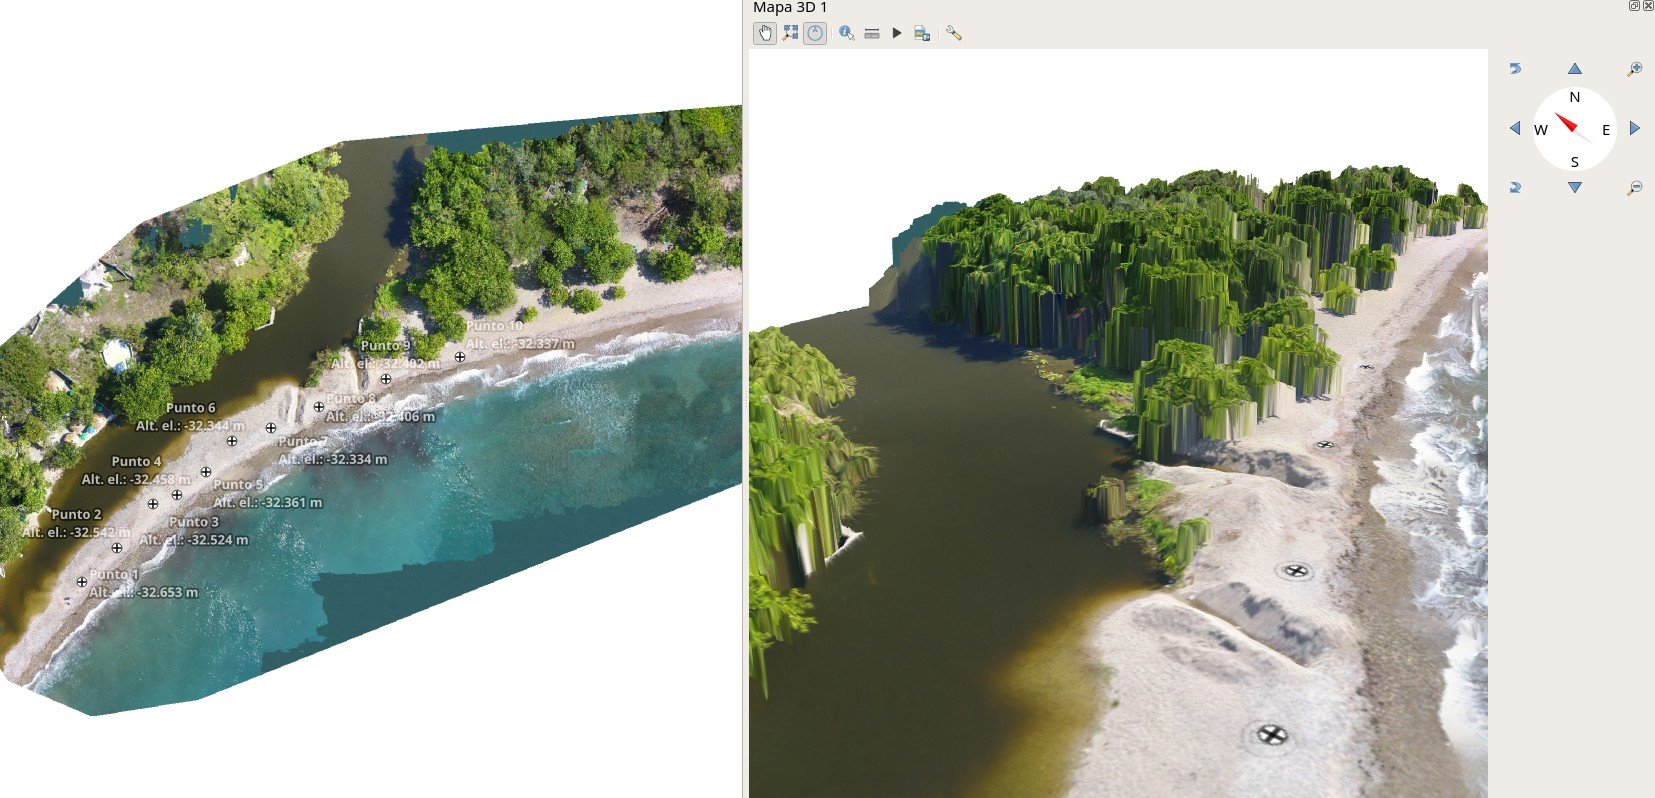 Mapa 3D 1
N
W
E
S
Punto 10
Alt. el.: -32.337 m
Punto 9
Alt. el.: -32.402 m
Punto 8
Alt. el.: -32.406 m
Punto 6
Alt. el.: -32.344 m
Punto 7
Alt. el.: -32.334 m
Punto 4
Alt. el.: -32.458 m
Punto 5
Alt. el.: -32.361 m
Punto 2
Alt. el.: -32.542 m
Punto 3
Alt. el.: -32.524 m
Punto 1
Alt. el.: -32.653 m